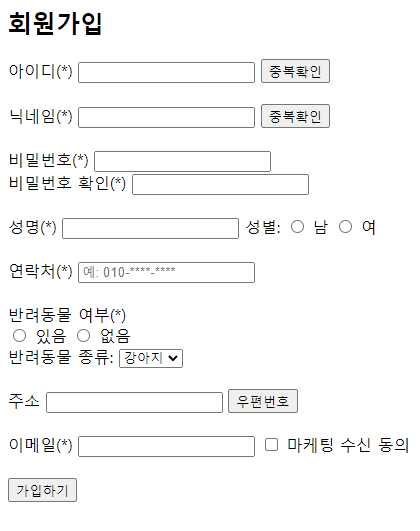 회원가입
아이디(*) 중복확인
닉네임(*) 중복확인
비밀번호(*)
비밀번호 확인(*)
성명(*) 성별: 남 여
연락처(*) 예: 010-****-****
반려동물 여부(*)
있음 없음
반려동물 종류: 강아지
주소 우편번호
이메일(*) 마케팅 수신 동의
가입하기